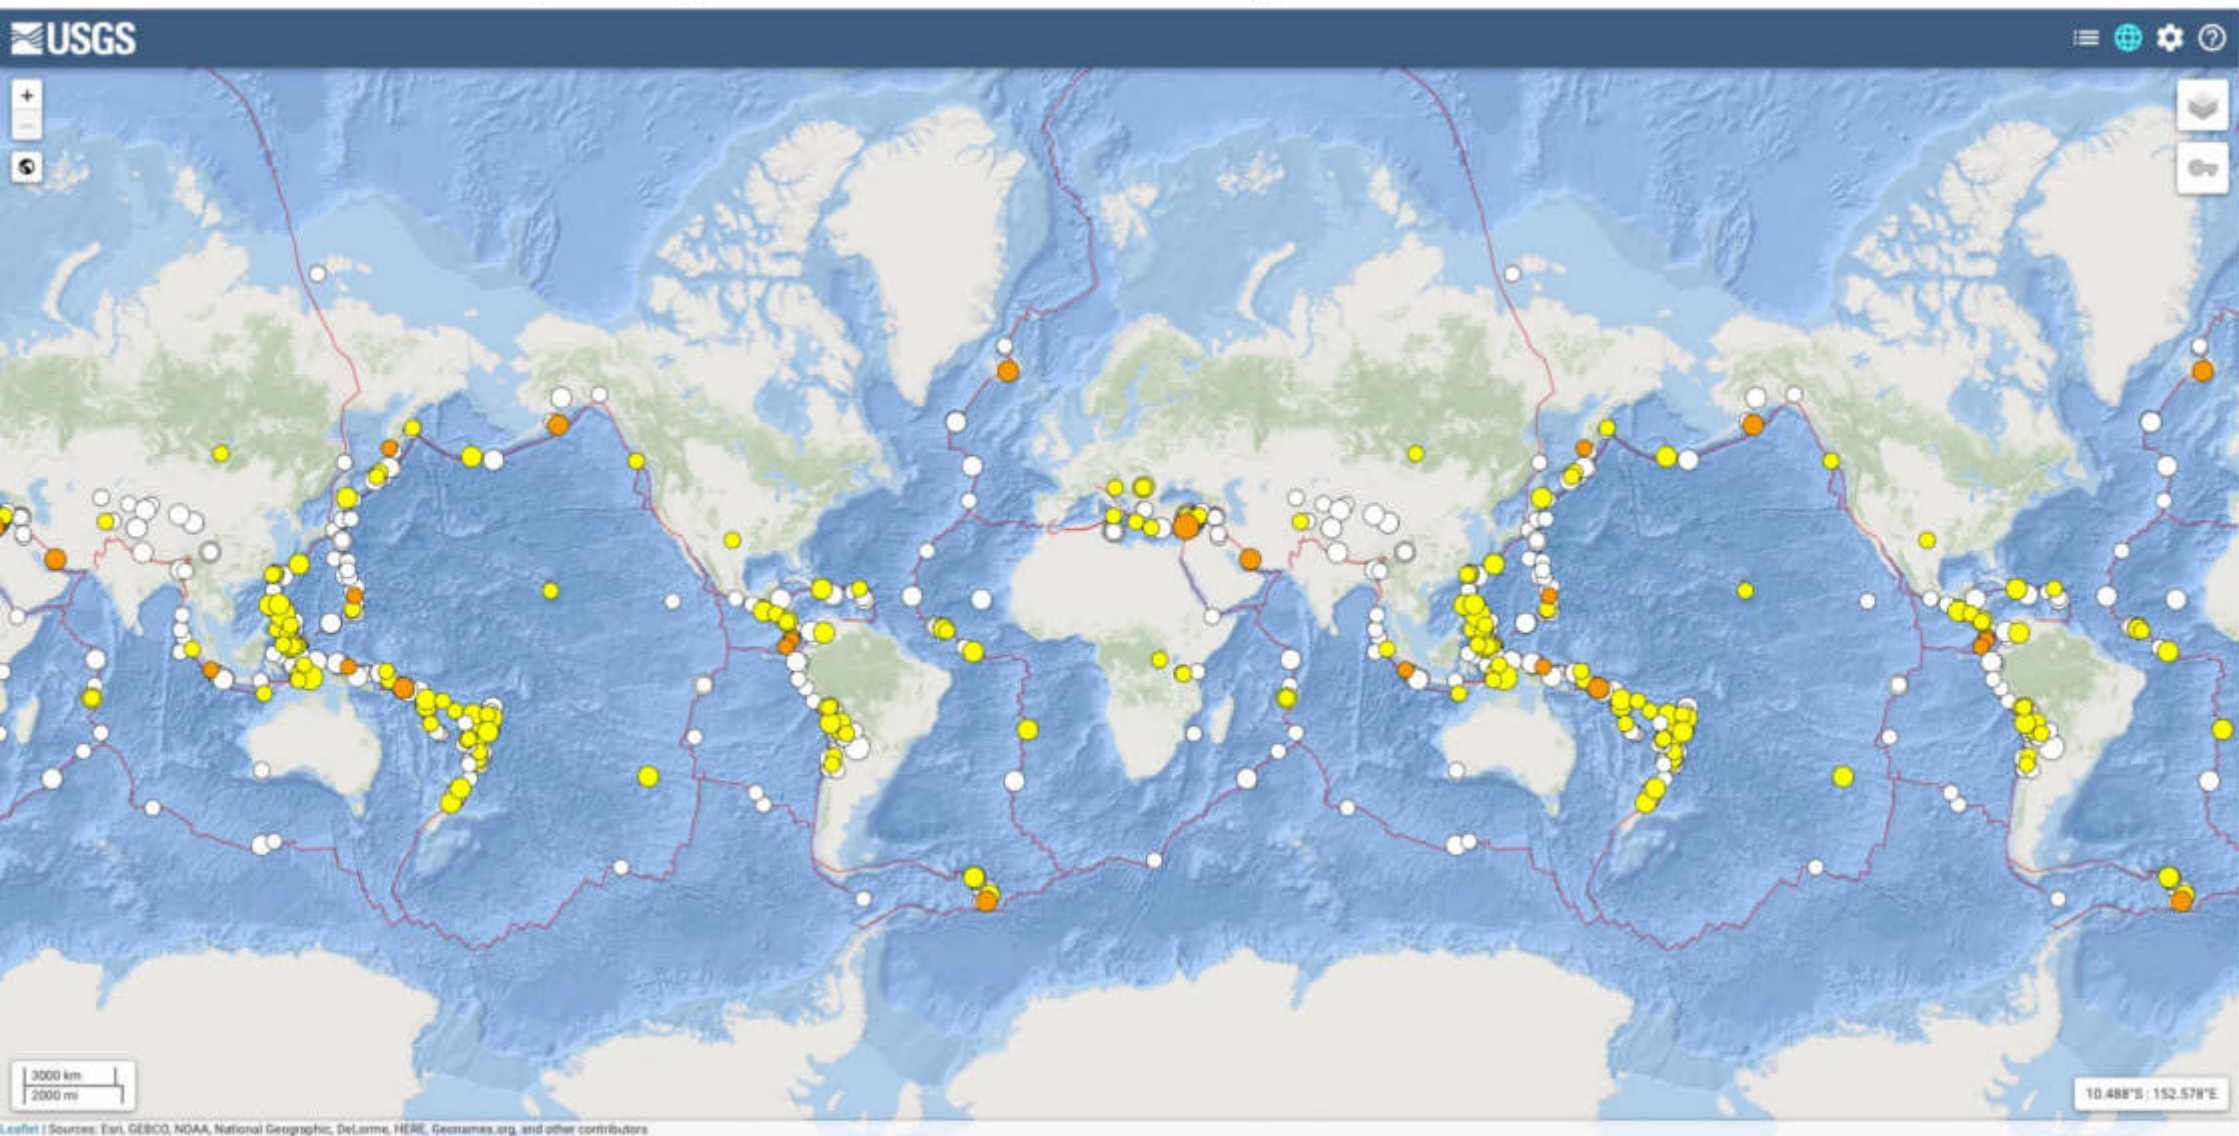 USGS
+
3000 km
2000 mi
10.488°S : 152.578°E
Leaflet | Sources: Esri, GEBCO, NOAA, National Geographic, DeLorme, HERE, Geonames.org, and other contributors